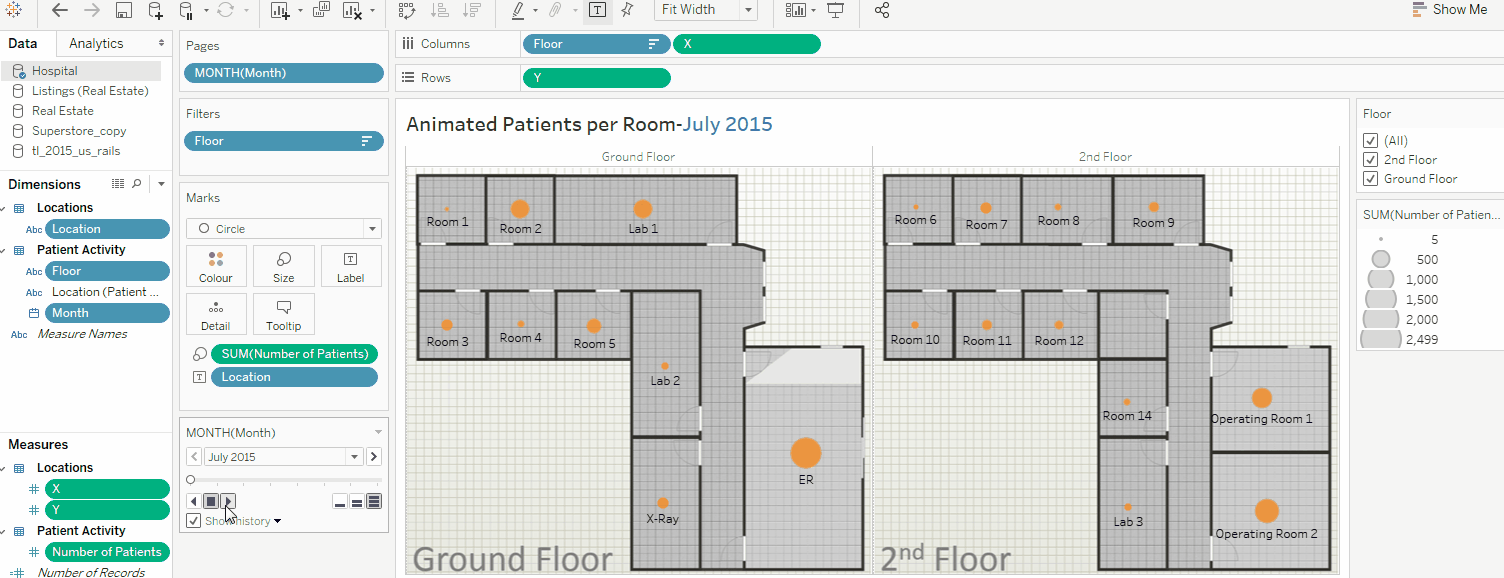 Fit Width
Show Me
Data
Analytics
Hospital
Listings (Real Estate)
Real Estate
Superstore_copy
tl_2015_us_rails
Dimensions
Locations
Abc Location
Patient Activity
Abc Floor
Abc Location (Patient ...
Month
Abc Measure Names
Measures
Locations
X
Y
Patient Activity
Number of Patients
Number of Records
Pages
MONTH(Month)
Filters
Floor
Marks
Circle
Colour Size Label
Detail Tooltip
SUM(Number of Patients)
Location
MONTH(Month)
July 2015
Show history
Columns Floor X
Rows Y
Animated Patients per Room-July 2015
Ground Floor 2nd Floor
Room 1 Room 2 Lab 1
Room 3 Room 4 Room 5
Lab 2
ER
X-Ray
Ground Floor
Room 6 Room 7 Room 8 Room 9
Room 10 Room 11 Room 12
Room 14 Operating Room 1
Lab 3 Operating Room 2
2nd Floor
Floor
(All)
2nd Floor
Ground Floor
SUM(Number of Patien...
5
500
1,000
1,500
2,000
2,499